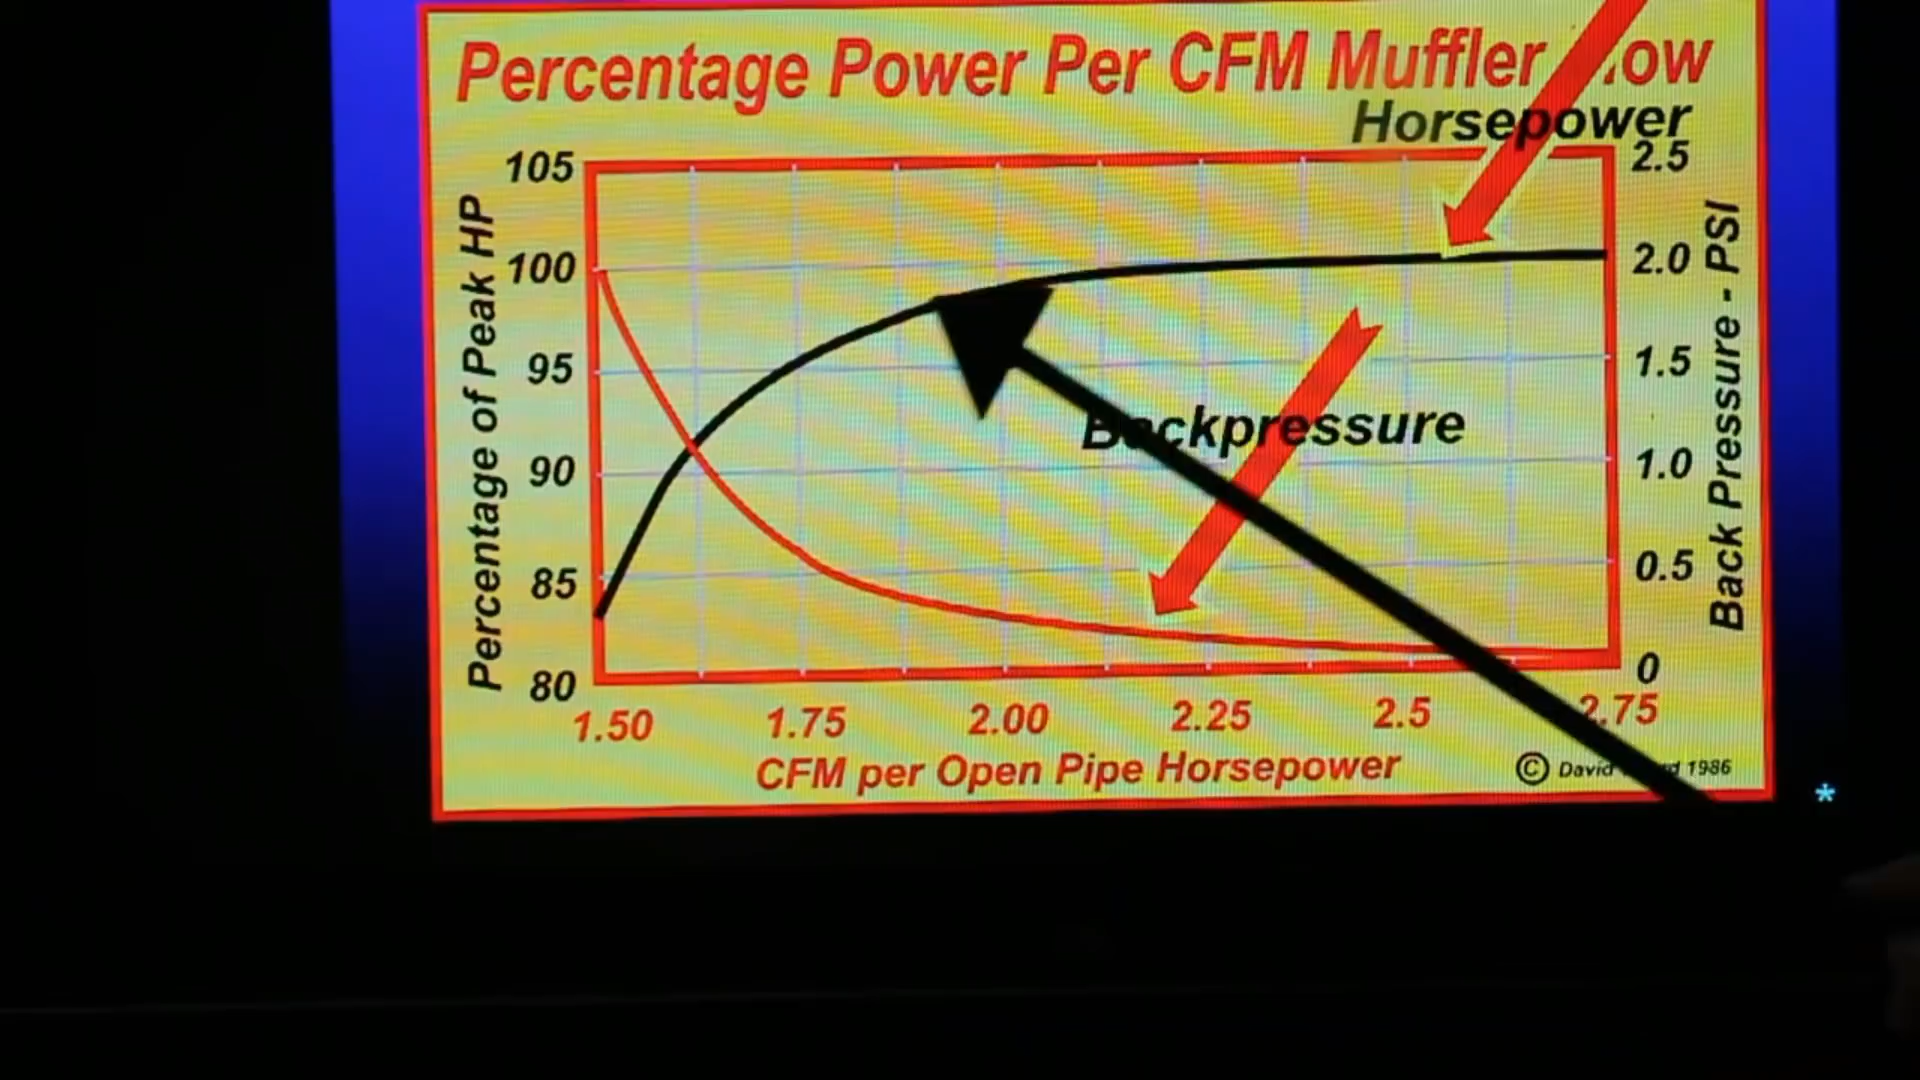 Percentage Power Per CFM Muffler
Horsepower
105
100
95
90
85
80
Percentage of Peak HP
2.5
2.0
1.5
1.0
0.5
0
Back Pressure - PSI
Backpressure
1.50 1.75 2.00 2.25 2.5 2.75
CFM per Open Pipe Horsepower
© David 1986
*